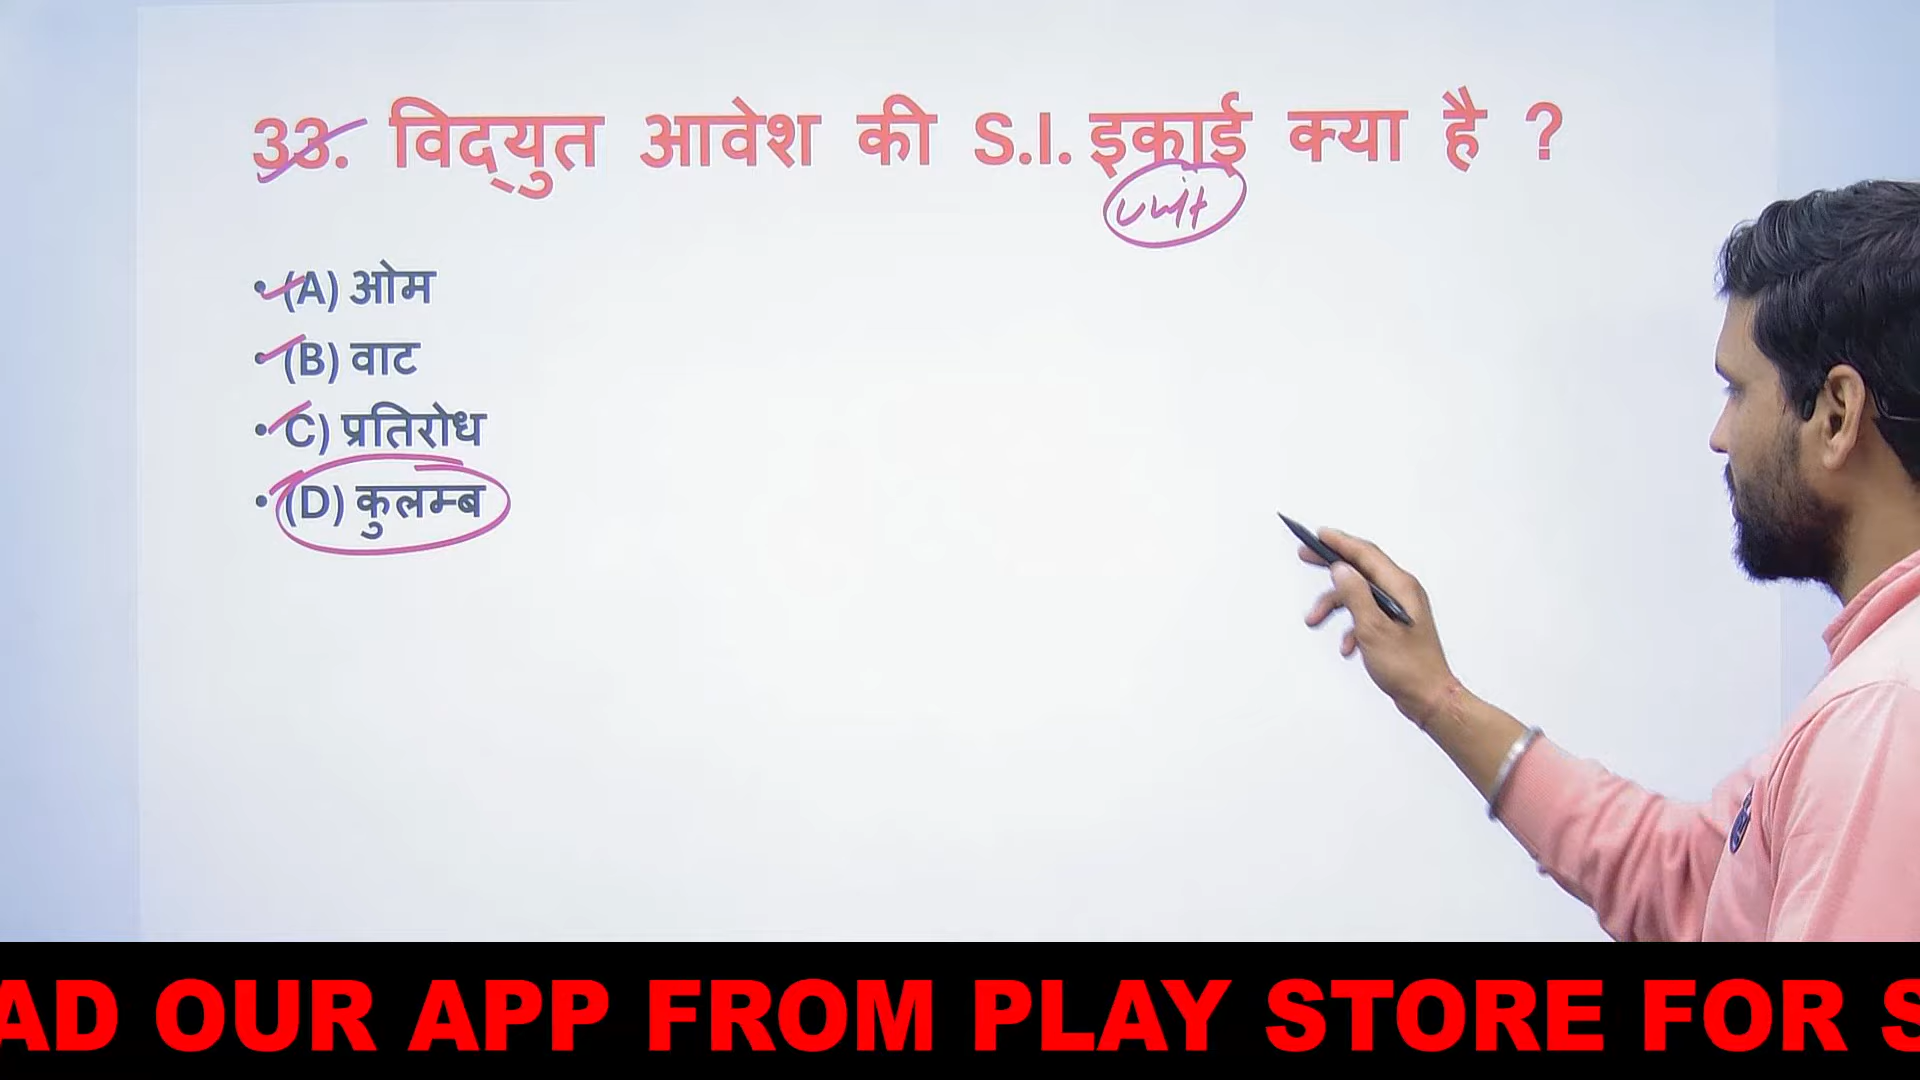 33. विद्‌युत आवेश की S.I. इकाई क्या है ?
unit
• (A) ओम
• (B) वाट
• C) प्रतिरोध
• (D) कुलम्ब
AD OUR APP FROM PLAY STORE FOR S